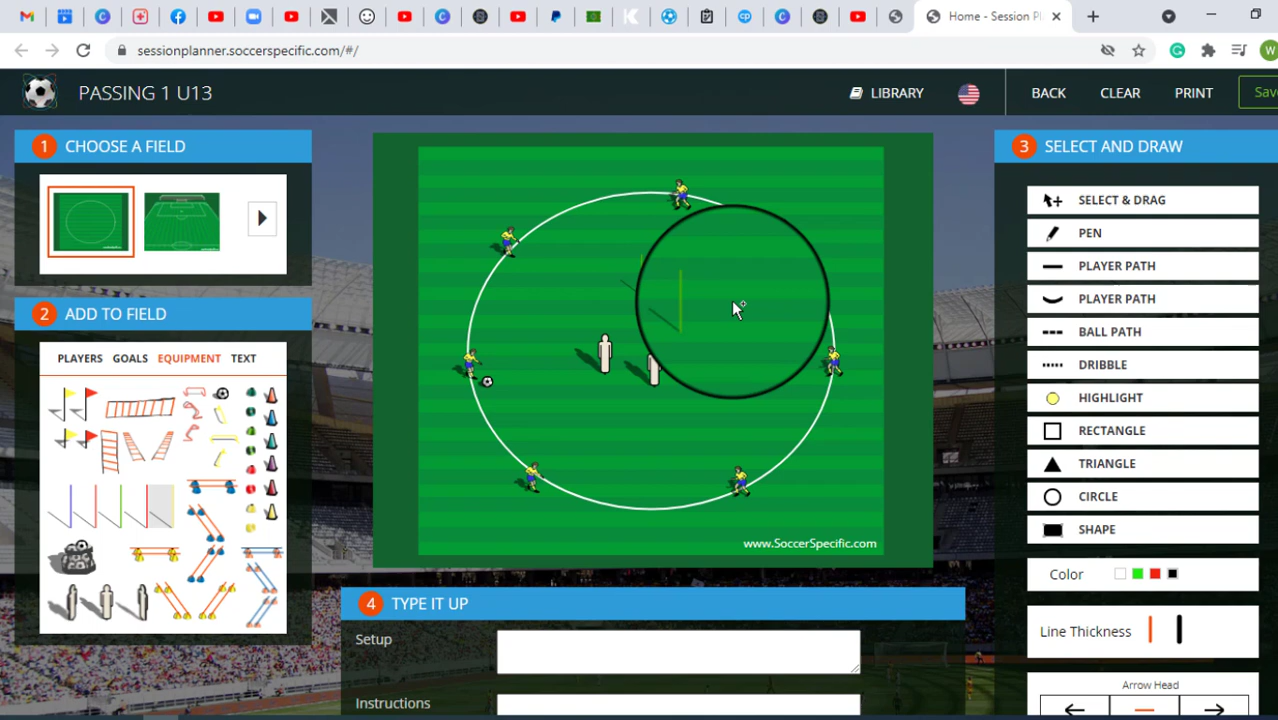 sessionplanner.soccerspecific.com/#/
Home - Session Pl
W
PASSING 1 U13
LIBRARY
BACK
CLEAR
PRINT
Sav
1 CHOOSE A FIELD
2 ADD TO FIELD
PLAYERS GOALS EQUIPMENT TEXT
www.SoccerSpecific.com
4 TYPE IT UP
Setup
Instructions
3 SELECT AND DRAW
SELECT & DRAG
PEN
PLAYER PATH
PLAYER PATH
BALL PATH
DRIBBLE
HIGHLIGHT
RECTANGLE
TRIANGLE
CIRCLE
SHAPE
Color
Line Thickness
Arrow Head